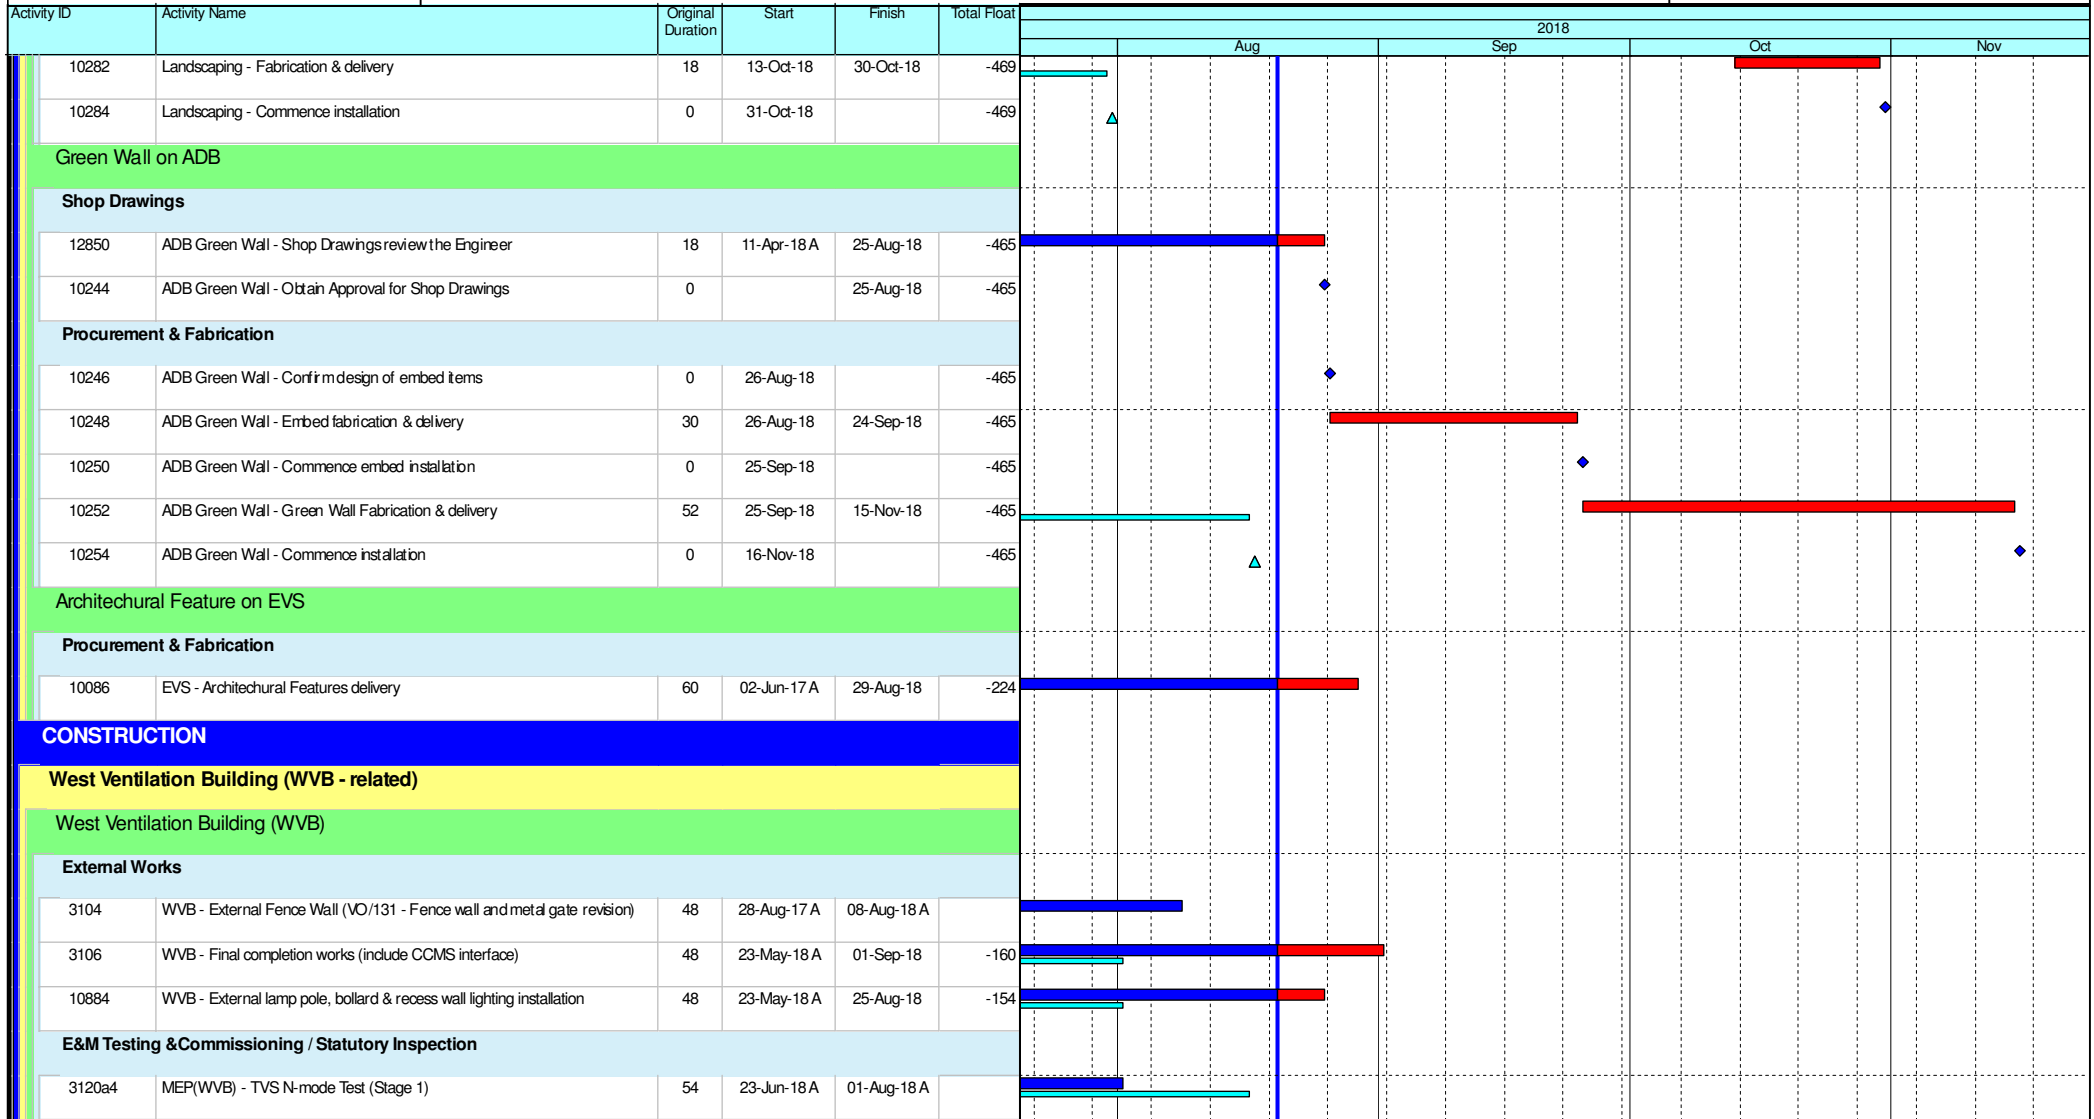 Activity ID Activity Name Original Duration Start Finish Total Float
2018
Aug Sep Oct Nov
10282 Landscaping - Fabrication & delivery 18 13-Oct-18 30-Oct-18 -469
10284 Landscaping - Commence installation 0 31-Oct-18 -469
Green Wall on ADB
Shop Drawings
12850 ADB Green Wall - Shop Drawings review the Engineer 18 11-Apr-18 A 25-Aug-18 -465
10244 ADB Green Wall - Obtain Approval for Shop Drawings 0 25-Aug-18 -465
Procurement & Fabrication
10246 ADB Green Wall - Confirm design of embed items 0 26-Aug-18 -465
10248 ADB Green Wall - Embed fabrication & delivery 30 26-Aug-18 24-Sep-18 -465
10250 ADB Green Wall - Commence embed installation 0 25-Sep-18 -465
10252 ADB Green Wall - Green Wall Fabrication & delivery 52 25-Sep-18 15-Nov-18 -465
10254 ADB Green Wall - Commence installation 0 16-Nov-18 -465
Architechural Feature on EVS
Procurement & Fabrication
10086 EVS - Architechural Features delivery 60 02-Jun-17 A 29-Aug-18 -224
CONSTRUCTION
West Ventilation Building (WVB - related)
West Ventilation Building (WVB)
External Works
3104 WVB - External Fence Wall (VO/131 - Fence wall and metal gate revision) 48 28-Aug-17 A 08-Aug-18 A
3106 WVB - Final completion works (include CCMS interface) 48 23-May-18 A 01-Sep-18 -160
10884 WVB - External lamp pole, bollard & recess wall lighting installation 48 23-May-18 A 25-Aug-18 -154
E&M Testing & Commissioning / Statutory Inspection
3120a4 MEP(WVB) - TVS N-mode Test (Stage 1) 54 23-Jun-18 A 01-Aug-18 A